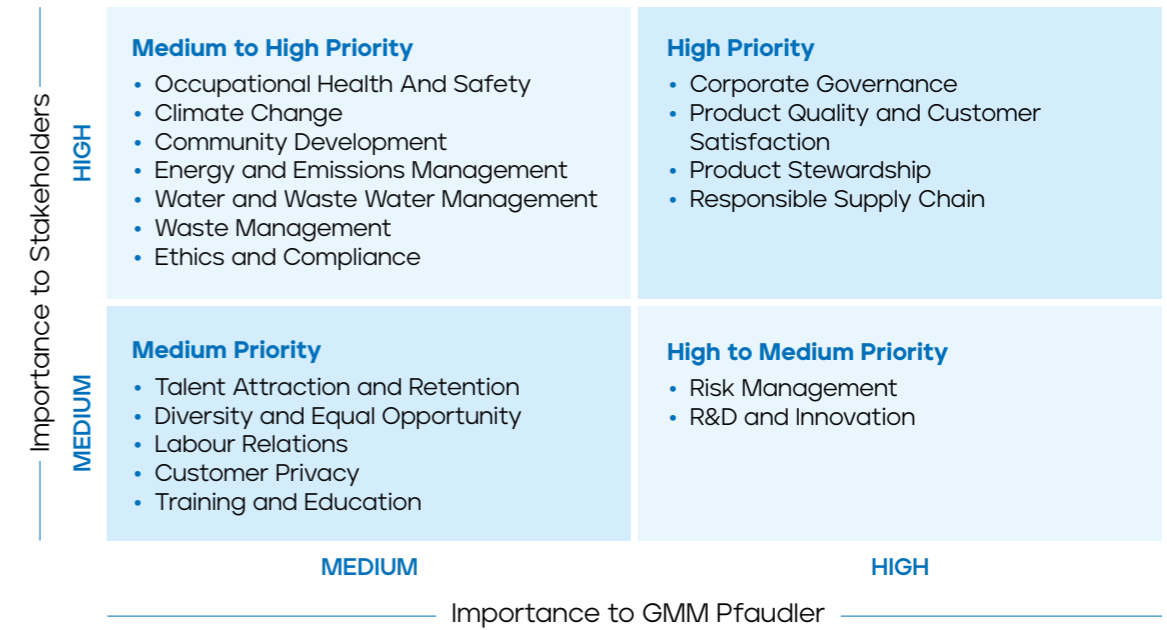 Importance to Stakeholders
HIGH
MEDIUM
Medium to High Priority
• Occupational Health And Safety
• Climate Change
• Community Development
• Energy and Emissions Management
• Water and Waste Water Management
• Waste Management
• Ethics and Compliance
High Priority
• Corporate Governance
• Product Quality and Customer
Satisfaction
• Product Stewardship
• Responsible Supply Chain
Medium Priority
• Talent Attraction and Retention
• Diversity and Equal Opportunity
• Labour Relations
• Customer Privacy
• Training and Education
High to Medium Priority
• Risk Management
• R&D and Innovation
MEDIUM
HIGH
Importance to GMM Pfaudler